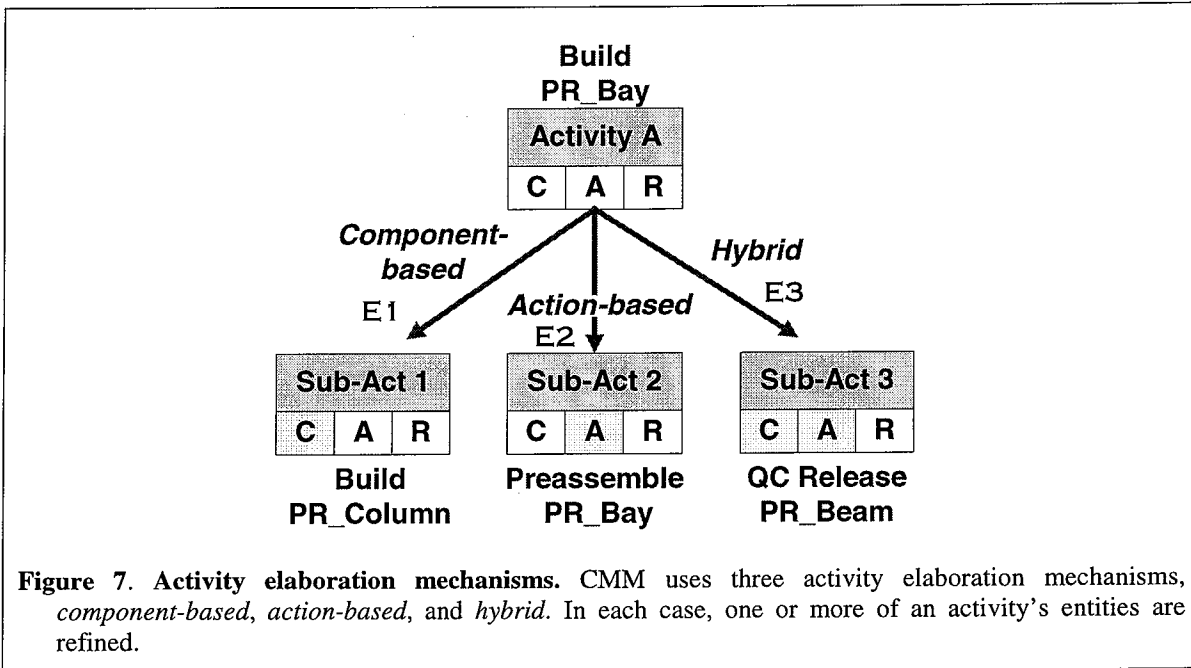 Build
PR_Bay
Activity A
C A R
Component-
based
Hybrid
E1
Action-based
E3
E2
Sub-Act 1 Sub-Act 2 Sub-Act 3
C A R C A R C A R
Build Preassemble QC Release
PR_Column PR_Bay PR_Beam
Figure 7. Activity elaboration mechanisms. CMM uses three activity elaboration mechanisms,
component-based, action-based, and hybrid. In each case, one or more of an activity's entities are
refined.